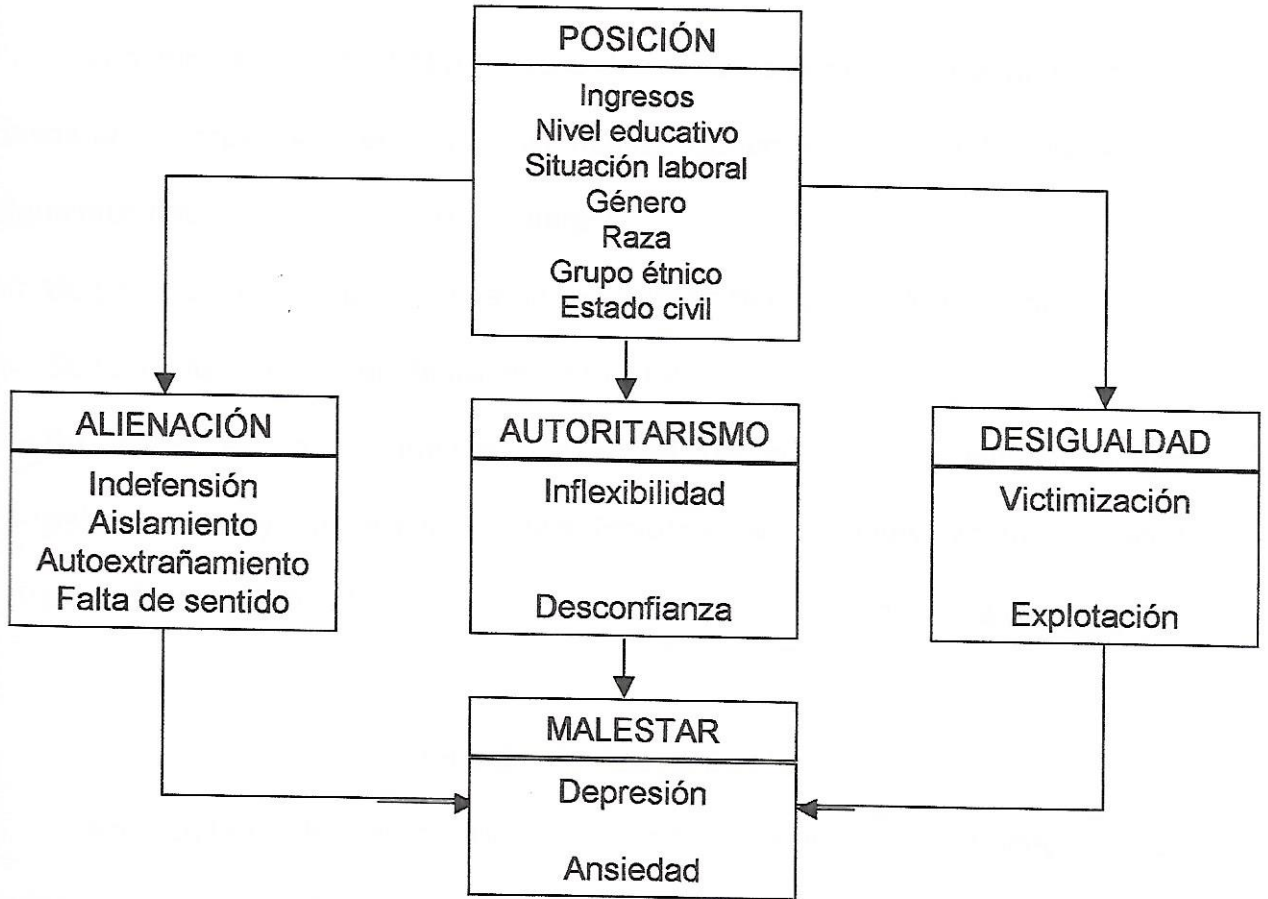 POSICIÓN
Ingresos
Nivel educativo
Situación laboral
Género
Raza
Grupo étnico
Estado civil
ALIENACIÓN
Indefensión
Aislamiento
Autoextrañamiento
Falta de sentido
AUTORITARISMO
Inflexibilidad
Desconfianza
DESIGUALDAD
Victimización
Explotación
MALESTAR
Depresión
Ansiedad